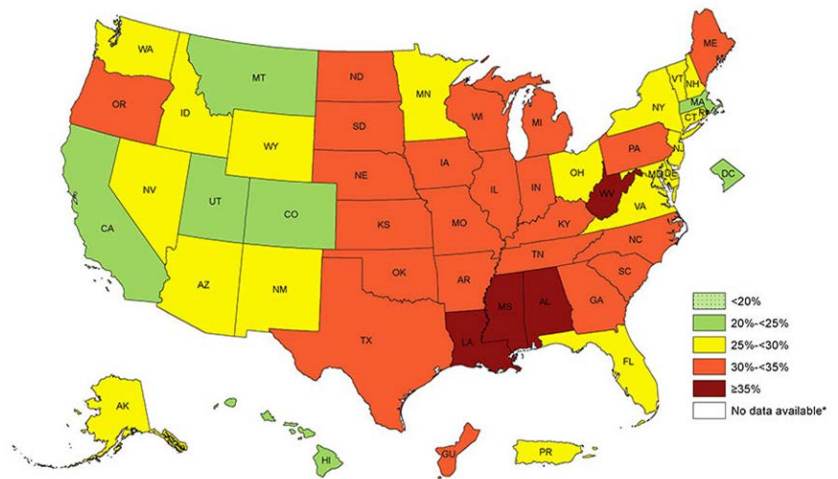 WA
MT
ND
MN
ME
OR
ID
SD
WI
MI
VT
NH
NY
MA
CT
WY
IA
NE
PA
NJ
OH
IL
IN
MD
DE
DC
NV
UT
CO
CA
KS
MO
WV
VA
KY
NC
TN
AZ
NM
OK
AR
SC
MS
AL
GA
TX
LA
FL
AK
HI
GU
PR
<20%
20%-<25%
25%-<30%
30%-<35%
≥35%
No data available*